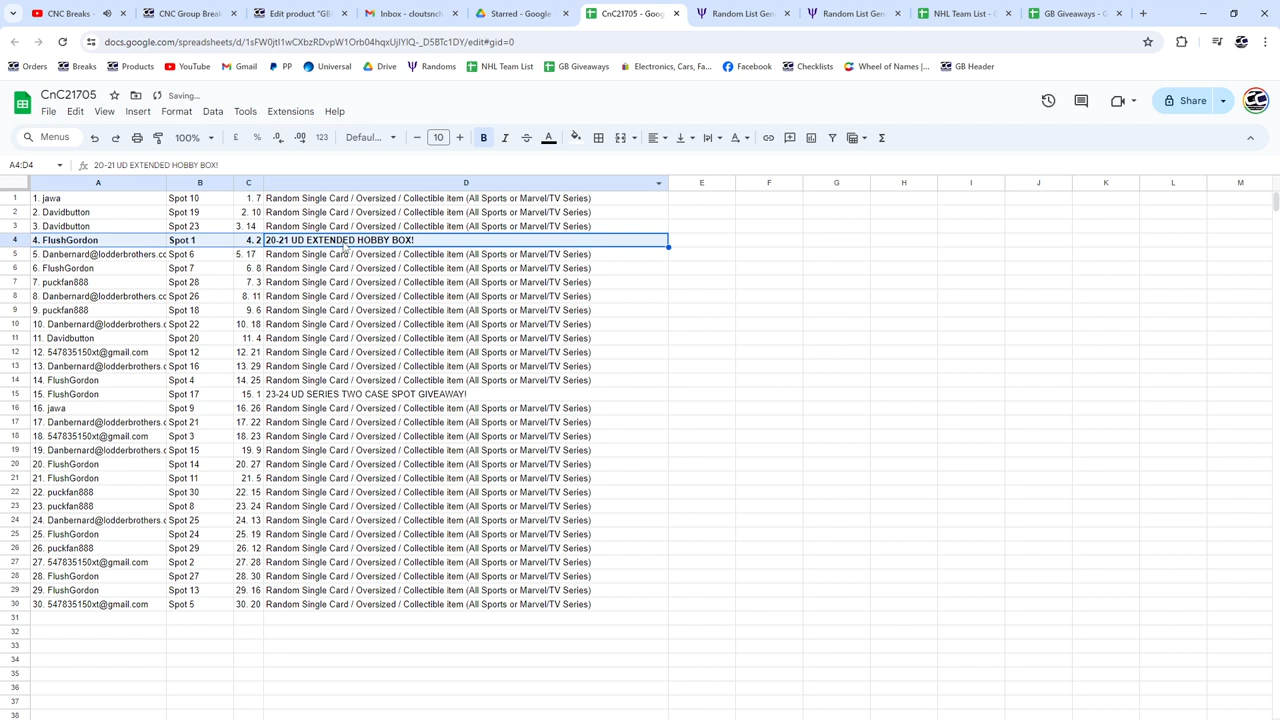 CNC Breaks
CNC Group Break
Edit product "GB
Inbox - cloutsnch
Starred - Google
CnC21705 - Goog
Random List Gen
Random List Gen
NHL Team List - G
GB Giveaways - G
docs.google.com/spreadsheets/d/1sFW0jtI1wCXbzRDvpW1Orb04hqxUjIYIQ-_D5BTc1DY/edit#gid=0
Orders
Breaks
Products
YouTube
Gmail
PP
Universal
Drive
Randoms
NHL Team List
GB Giveaways
Electronics, Cars, Fa...
Facebook
Checklists
Wheel of Names |...
GB Header
CnC21705
Saving...
File Edit View Insert Format Data Tools Extensions Help
Share
Menus
100%
£ % .0 .00 123
Defaul...
10
B I A
A4:D4
fx 20-21 UD EXTENDED HOBBY BOX!
A B C D E F G H I J K L M
1 1. jawa Spot 10 1. 7 Random Single Card / Oversized / Collectible item (All Sports or Marvel/TV Series)
2 2. Davidbutton Spot 19 2. 10 Random Single Card / Oversized / Collectible item (All Sports or Marvel/TV Series)
3 3. Davidbutton Spot 23 3. 14 Random Single Card / Oversized / Collectible item (All Sports or Marvel/TV Series)
4 4. FlushGordon Spot 1 4. 2 20-21 UD EXTENDED HOBBY BOX!
5 5. Danbernard@lodderbrothers.cc Spot 6 5. 17 Random Single Card / Oversized / Collectible item (All Sports or Marvel/TV Series)
6 6. FlushGordon Spot 7 6. 8 Random Single Card / Oversized / Collectible item (All Sports or Marvel/TV Series)
7 7. puckfan888 Spot 28 7. 3 Random Single Card / Oversized / Collectible item (All Sports or Marvel/TV Series)
8 8. Danbernard@lodderbrothers.cc Spot 26 8. 11 Random Single Card / Oversized / Collectible item (All Sports or Marvel/TV Series)
9 9. puckfan888 Spot 18 9. 6 Random Single Card / Oversized / Collectible item (All Sports or Marvel/TV Series)
10 10. Danbernard@lodderbrothers.c Spot 22 10. 18 Random Single Card / Oversized / Collectible item (All Sports or Marvel/TV Series)
11 11. Davidbutton Spot 20 11. 4 Random Single Card / Oversized / Collectible item (All Sports or Marvel/TV Series)
12 12. 547835150xt@gmail.com Spot 12 12. 21 Random Single Card / Oversized / Collectible item (All Sports or Marvel/TV Series)
13 13. Danbernard@lodderbrothers.c Spot 16 13. 29 Random Single Card / Oversized / Collectible item (All Sports or Marvel/TV Series)
14 14. FlushGordon Spot 4 14. 25 Random Single Card / Oversized / Collectible item (All Sports or Marvel/TV Series)
15 15. FlushGordon Spot 17 15. 1 23-24 UD SERIES TWO CASE SPOT GIVEAWAY!
16 16. jawa Spot 9 16. 26 Random Single Card / Oversized / Collectible item (All Sports or Marvel/TV Series)
17 17. Danbernard@lodderbrothers.c Spot 21 17. 22 Random Single Card / Oversized / Collectible item (All Sports or Marvel/TV Series)
18 18. 547835150xt@gmail.com Spot 3 18. 23 Random Single Card / Oversized / Collectible item (All Sports or Marvel/TV Series)
19 19. Danbernard@lodderbrothers.c Spot 15 19. 9 Random Single Card / Oversized / Collectible item (All Sports or Marvel/TV Series)
20 20. FlushGordon Spot 14 20. 27 Random Single Card / Oversized / Collectible item (All Sports or Marvel/TV Series)
21 21. FlushGordon Spot 11 21. 5 Random Single Card / Oversized / Collectible item (All Sports or Marvel/TV Series)
22 22. puckfan888 Spot 30 22. 15 Random Single Card / Oversized / Collectible item (All Sports or Marvel/TV Series)
23 23. puckfan888 Spot 8 23. 24 Random Single Card / Oversized / Collectible item (All Sports or Marvel/TV Series)
24 24. Danbernard@lodderbrothers.c Spot 25 24. 13 Random Single Card / Oversized / Collectible item (All Sports or Marvel/TV Series)
25 25. FlushGordon Spot 24 25. 19 Random Single Card / Oversized / Collectible item (All Sports or Marvel/TV Series)
26 26. puckfan888 Spot 29 26. 12 Random Single Card / Oversized / Collectible item (All Sports or Marvel/TV Series)
27 27. 547835150xt@gmail.com Spot 2 27. 28 Random Single Card / Oversized / Collectible item (All Sports or Marvel/TV Series)
28 28. FlushGordon Spot 27 28. 30 Random Single Card / Oversized / Collectible item (All Sports or Marvel/TV Series)
29 29. FlushGordon Spot 13 29. 16 Random Single Card / Oversized / Collectible item (All Sports or Marvel/TV Series)
30 30. 547835150xt@gmail.com Spot 5 30. 20 Random Single Card / Oversized / Collectible item (All Sports or Marvel/TV Series)
31
32
33
34
35
36
37
38